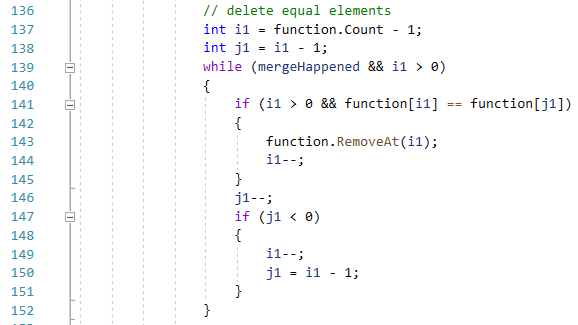 136 // delete equal elements
137 int i1 = function.Count - 1;
138 int j1 = i1 - 1;
139 while (mergeHappened && i1 > 0)
140 {
141 if (i1 > 0 && function[i1] == function[j1])
142 {
143 function.RemoveAt(i1);
144 i1--;
145 }
146 j1--;
147 if (j1 < 0)
148 {
149 i1--;
150 j1 = i1 - 1;
151 }
152 }